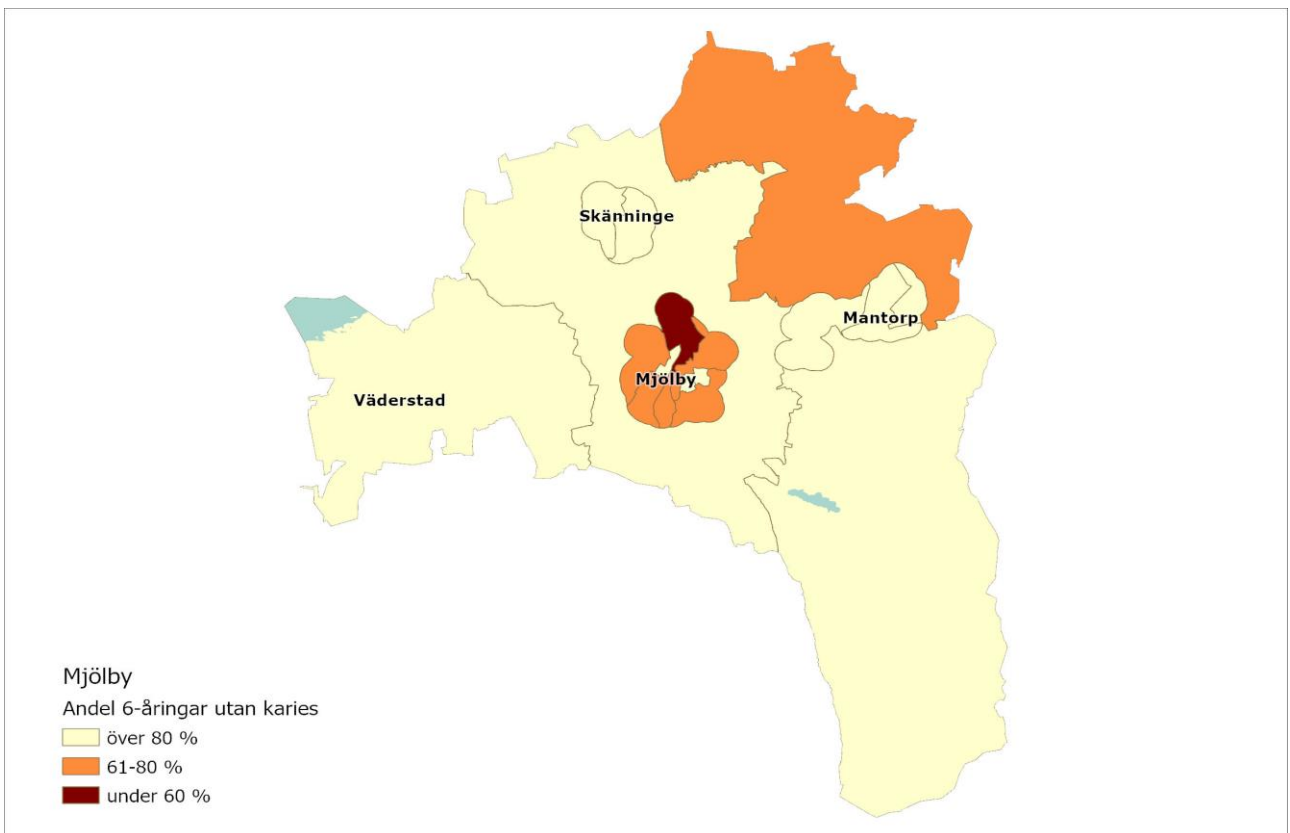 Skänninge
Mantorp
Mjölby
Väderstad
Mjölby
Andel 6-åringar utan karies
över 80 %
61-80 %
under 60 %